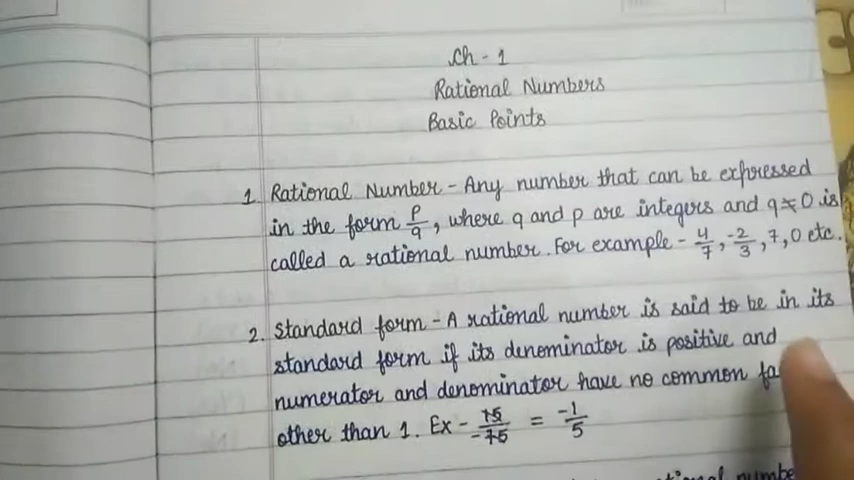 Ch - 1
Rational Numbers
Basic Points
1. Rational Number - Any number that can be expressed
in the form p/q, where q and p are integers and q ≠ 0 is
called a rational number. For example - 4/7, -2/3, 7, 0 etc.
2. Standard form - A rational number is said to be in its
standard form if its denominator is positive and
numerator and denominator have no common
other than 1. Ex - 15/-75 = -1/5